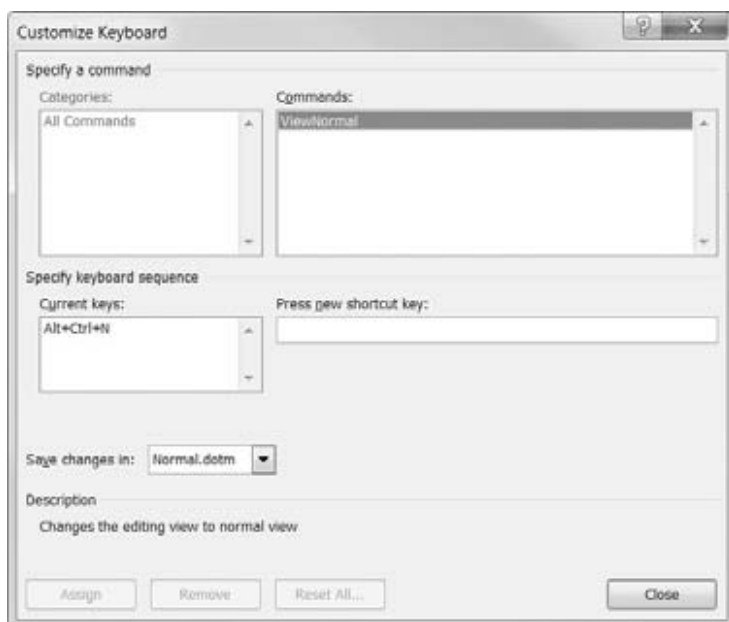 Customize Keyboard
Specify a command
Categories:
Commands:
All Commands
ViewNormal
Specify keyboard sequence
Current keys:
Press new shortcut key:
Alt+Ctrl+N
Save changes in:
Normal.dotm
Description
Changes the editing view to normal view
Assign
Remove
Reset All...
Close